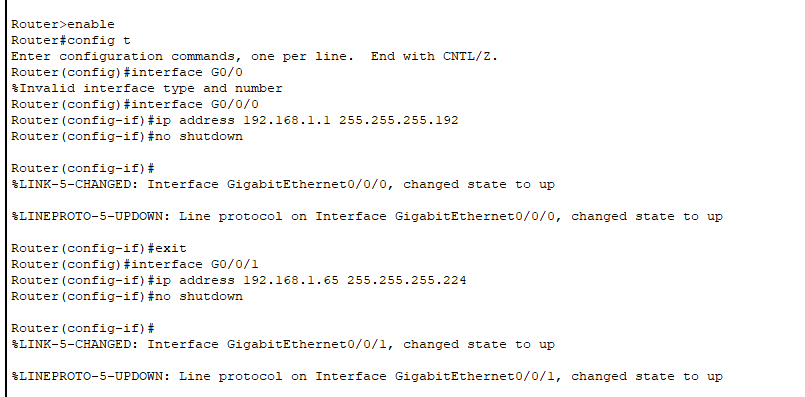 Router>enable
Router#config t
Enter configuration commands, one per line.  End with CNTL/Z.
Router(config)#interface G0/0
%Invalid interface type and number
Router(config)#interface G0/0/0
Router(config-if)#ip address 192.168.1.1 255.255.255.192
Router(config-if)#no shutdown
Router(config-if)#
%LINK-5-CHANGED: Interface GigabitEthernet0/0/0, changed state to up
%LINEPROTO-5-UPDOWN: Line protocol on Interface GigabitEthernet0/0/0, changed state to up
Router(config-if)#exit
Router(config)#interface G0/0/1
Router(config-if)#ip address 192.168.1.65 255.255.255.224
Router(config-if)#no shutdown
Router(config-if)#
%LINK-5-CHANGED: Interface GigabitEthernet0/0/1, changed state to up
%LINEPROTO-5-UPDOWN: Line protocol on Interface GigabitEthernet0/0/1, changed state to up